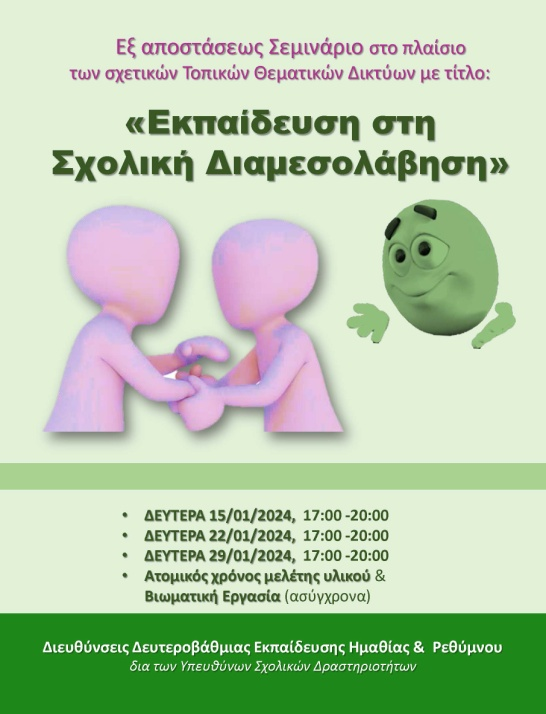 Εξ αποστάσεως Σεμινάριο στο πλαίσιο
των σχετικών Τοπικών Θεματικών Δικτύων με τίτλο:
«Εκπαίδευση στη
Σχολική Διαμεσολάβηση»
• ΔΕΥΤΕΡΑ 15/01/2024, 17:00 -20:00
• ΔΕΥΤΕΡΑ 22/01/2024, 17:00 -20:00
• ΔΕΥΤΕΡΑ 29/01/2024, 17:00 -20:00
• Ατομικός χρόνος μελέτης υλικού &
Βιωματική Εργασία (ασύγχρονα)
Διευθύνσεις Δευτεροβάθμιας Εκπαίδευσης Ημαθίας & Ρεθύμνου
δια των Υπευθύνων Σχολικών Δραστηριοτήτων